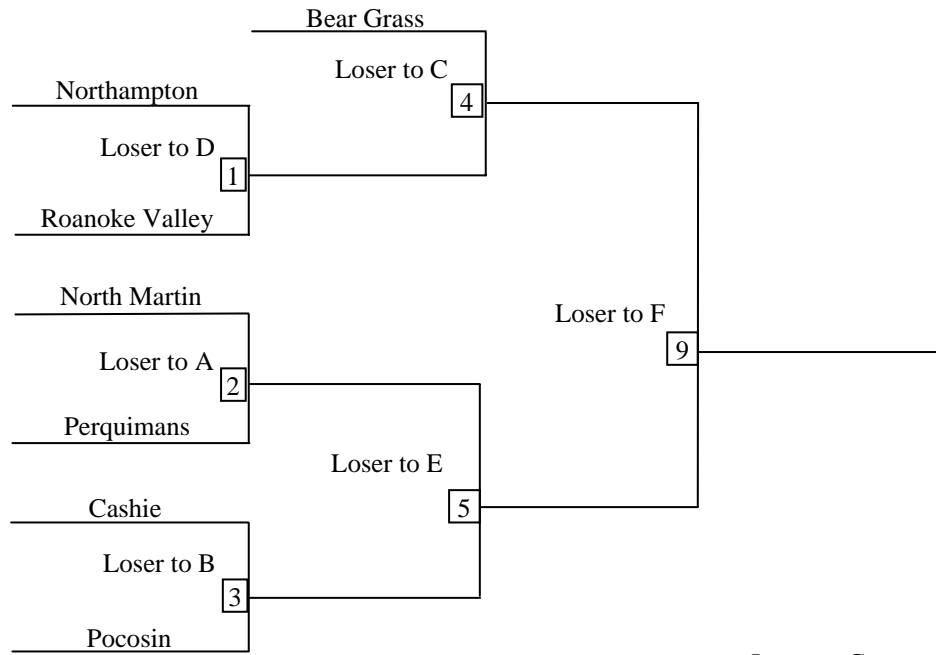 Bear Grass
Loser to C
4
Northampton
Loser to D
1
Roanoke Valley
North Martin
Loser to A
2
Perquimans
Loser to F
9
Loser to E
5
Cashie
Loser to B
3
Pocosin